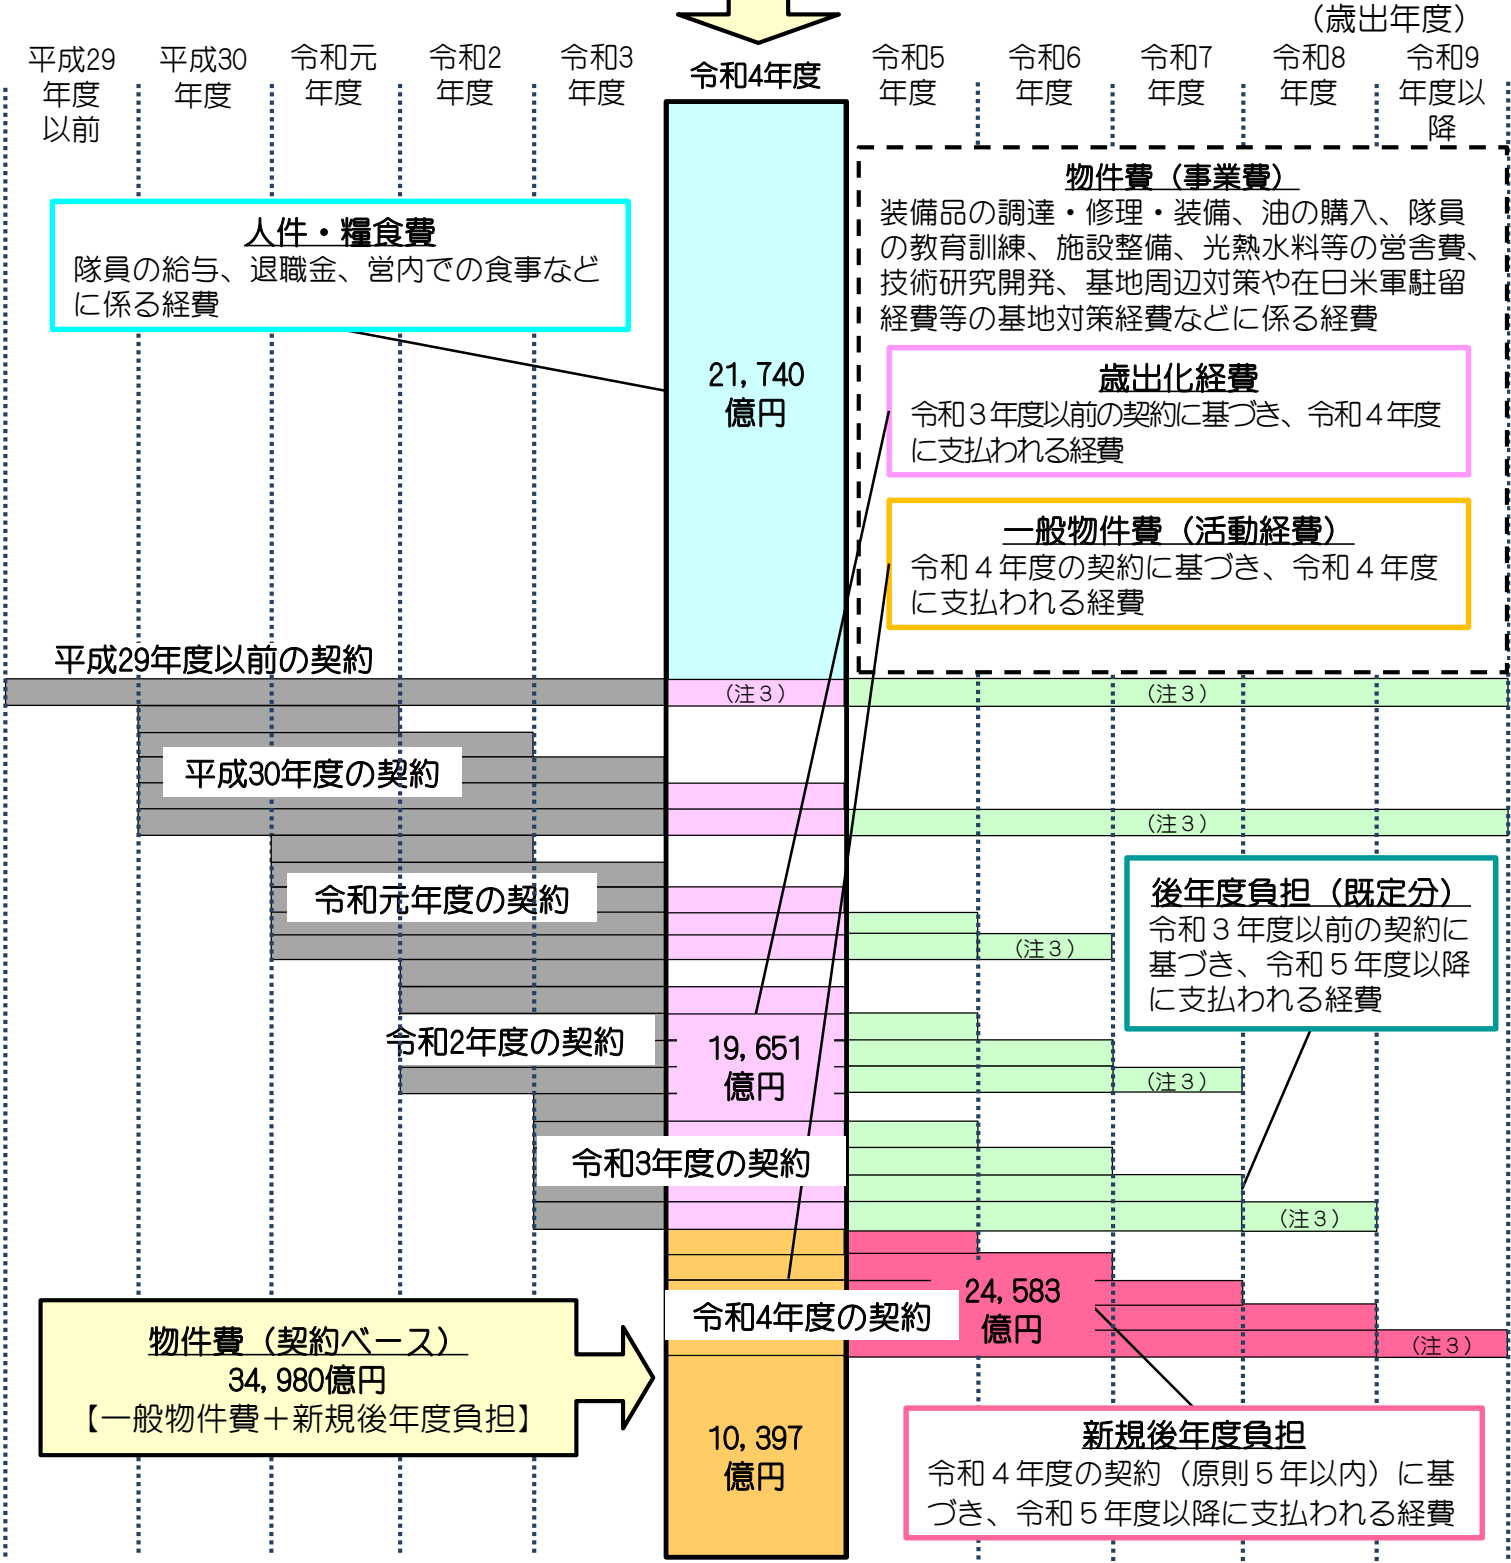 （歳出年度）
平成29
年度
以前
平成30
年度
令和元
年度
令和2
年度
令和3
年度
令和4年度
令和5
年度
令和6
年度
令和7
年度
令和8
年度
令和9
年度以
降
人件・糧食費
隊員の給与、退職金、営内での食事など
に係る経費
21,740
億円
物件費（事業費）
装備品の調達・修理・装備、油の購入、隊員
の教育訓練、施設整備、光熱水料等の営舎費、
技術研究開発、基地周辺対策や在日米軍駐留
経費等の基地対策経費などに係る経費
歳出化経費
令和３年度以前の契約に基づき、令和４年度
に支払われる経費
一般物件費（活動経費）
令和４年度の契約に基づき、令和４年度
に支払われる経費
平成29年度以前の契約
（注３）
（注３）
平成30年度の契約
（注３）
令和元年度の契約
（注３）
後年度負担（既定分）
令和３年度以前の契約に
基づき、令和５年度以降
に支払われる経費
令和2年度の契約
19,651
億円
（注３）
令和3年度の契約
（注３）
令和4年度の契約
24,583
億円
（注３）
物件費（契約ベース）
34,980億円
【一般物件費＋新規後年度負担】
10,397
億円
新規後年度負担
令和４年度の契約（原則５年以内）に基
づき、令和５年度以降に支払われる経費